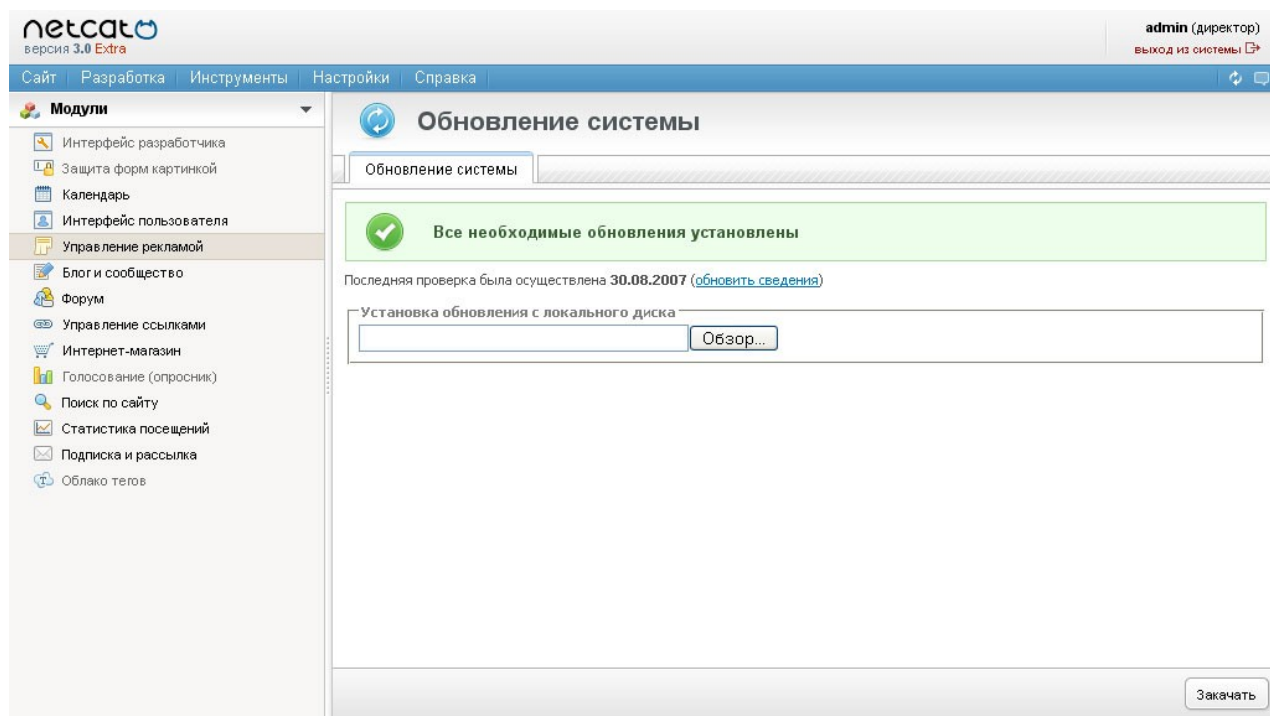 netcat
версия 3.0 Extra
admin (директор)
выход из системы
Сайт Разработка Инструменты Настройки Справка
Модули
Интерфейс разработчика
Защита форм картинкой
Календарь
Интерфейс пользователя
Управление рекламой
Блог и сообщество
Форум
Управление ссылками
Интернет-магазин
Голосование (опросник)
Поиск по сайту
Статистика посещений
Подписка и рассылка
Облако тегов
Обновление системы
Обновление системы
Все необходимые обновления установлены
Последняя проверка была осуществлена 30.08.2007 (обновить сведения)
Установка обновления с локального диска
Обзор...
Закачать